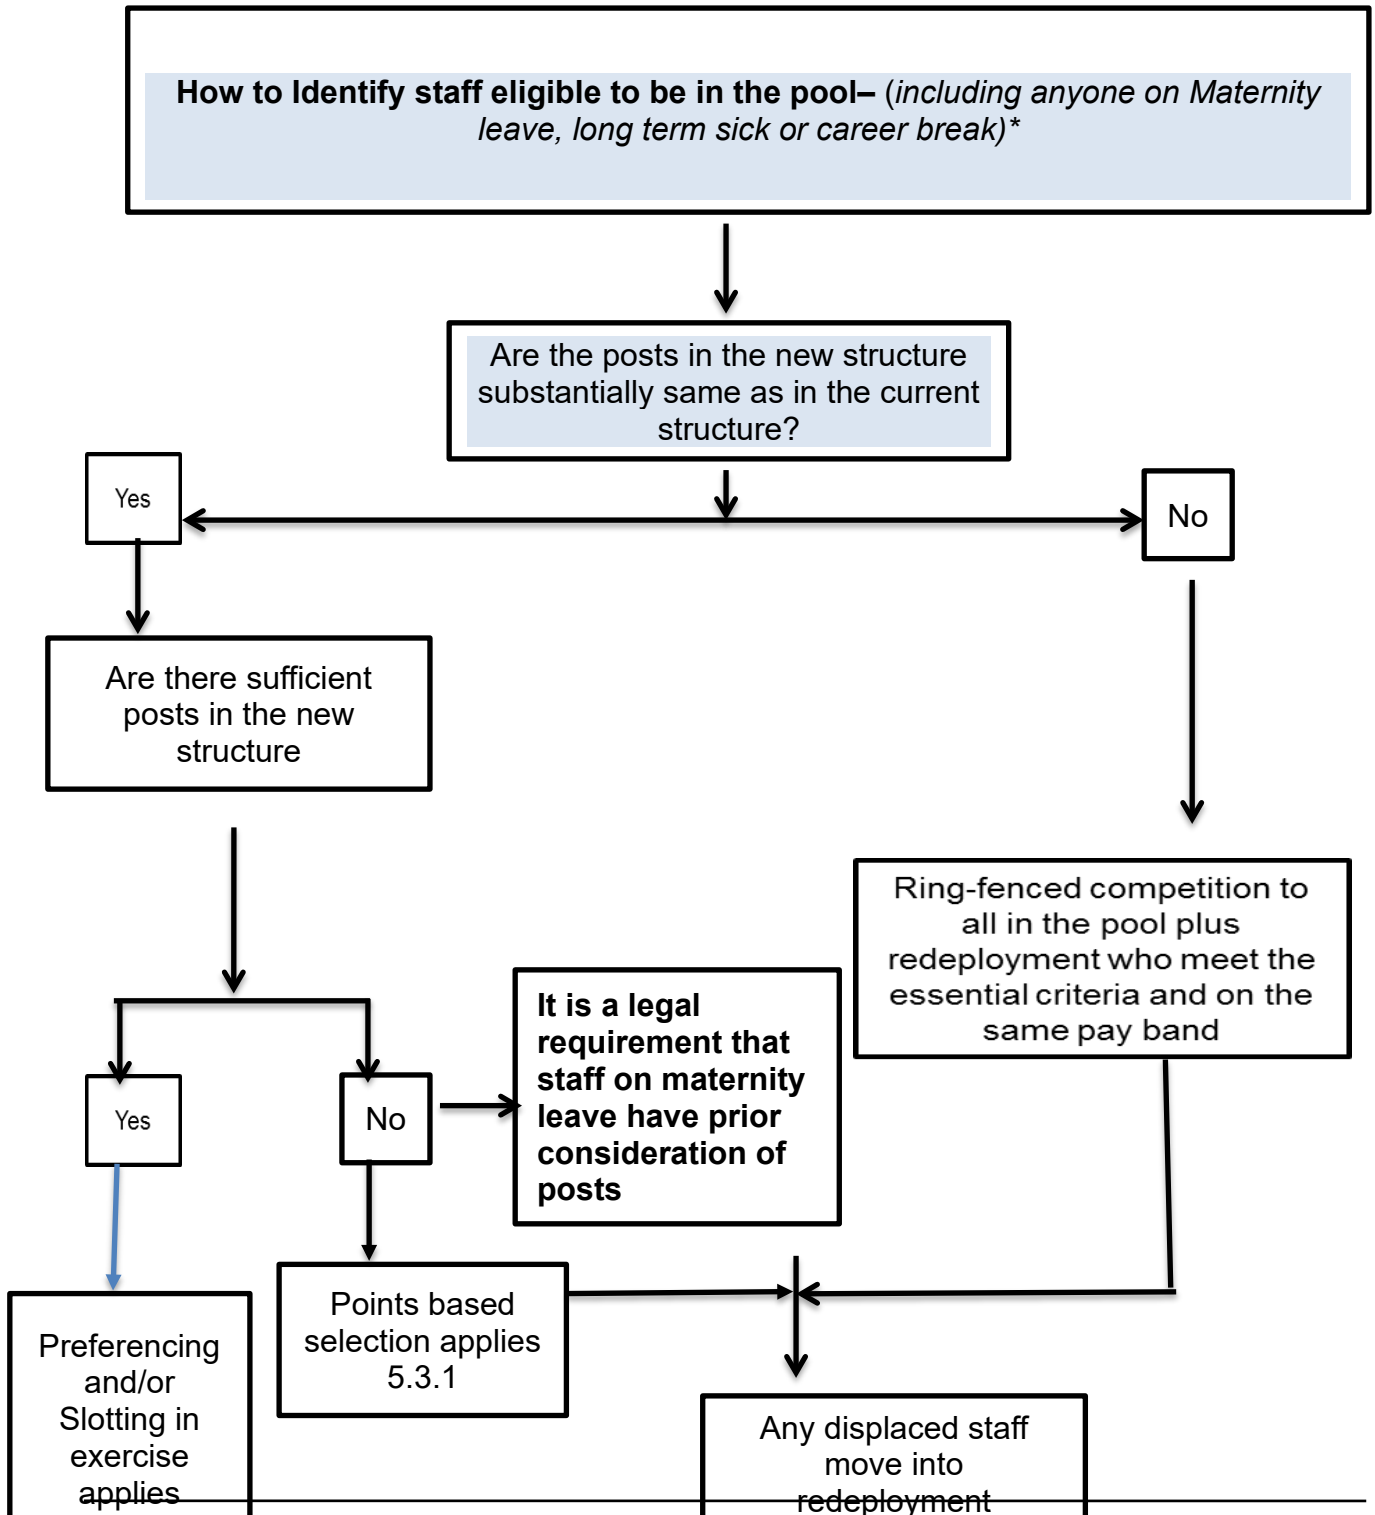 How to Identify staff eligible to be in the pool– (including anyone on Maternity
leave, long term sick or career break)*
Are the posts in the new structure
substantially same as in the current
structure?
Yes
No
Are there sufficient
posts in the new
structure
Ring-fenced competition to
all in the pool plus
redeployment who meet the
essential criteria and on the
same pay band
It is a legal
requirement that
staff on maternity
leave have prior
consideration of
posts
Yes
No
Points based
selection applies
5.3.1
Preferencing
and/or
Slotting in
exercise
applies
Any displaced staff
move into
redeployment